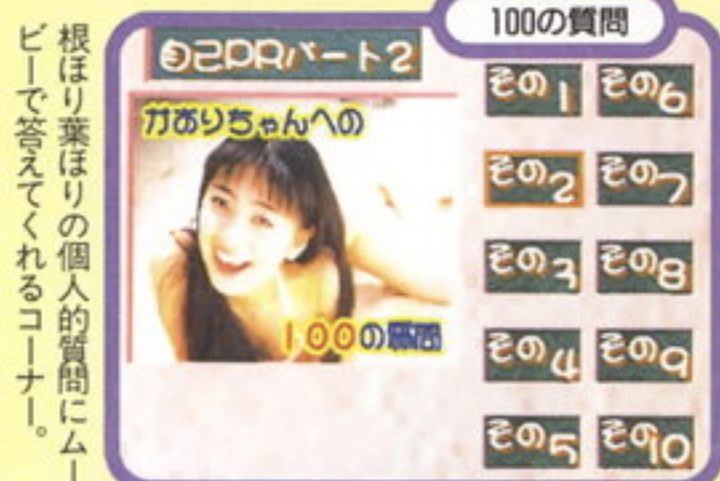 100の質問
自己PRパート2
かおりちゃんへの
100の質問
その1
その6
その2
その7
その3
その8
その4
その9
その5
その10
根ほり葉ほりの個人的質問にムー
ビーで答えてくれるコーナー。